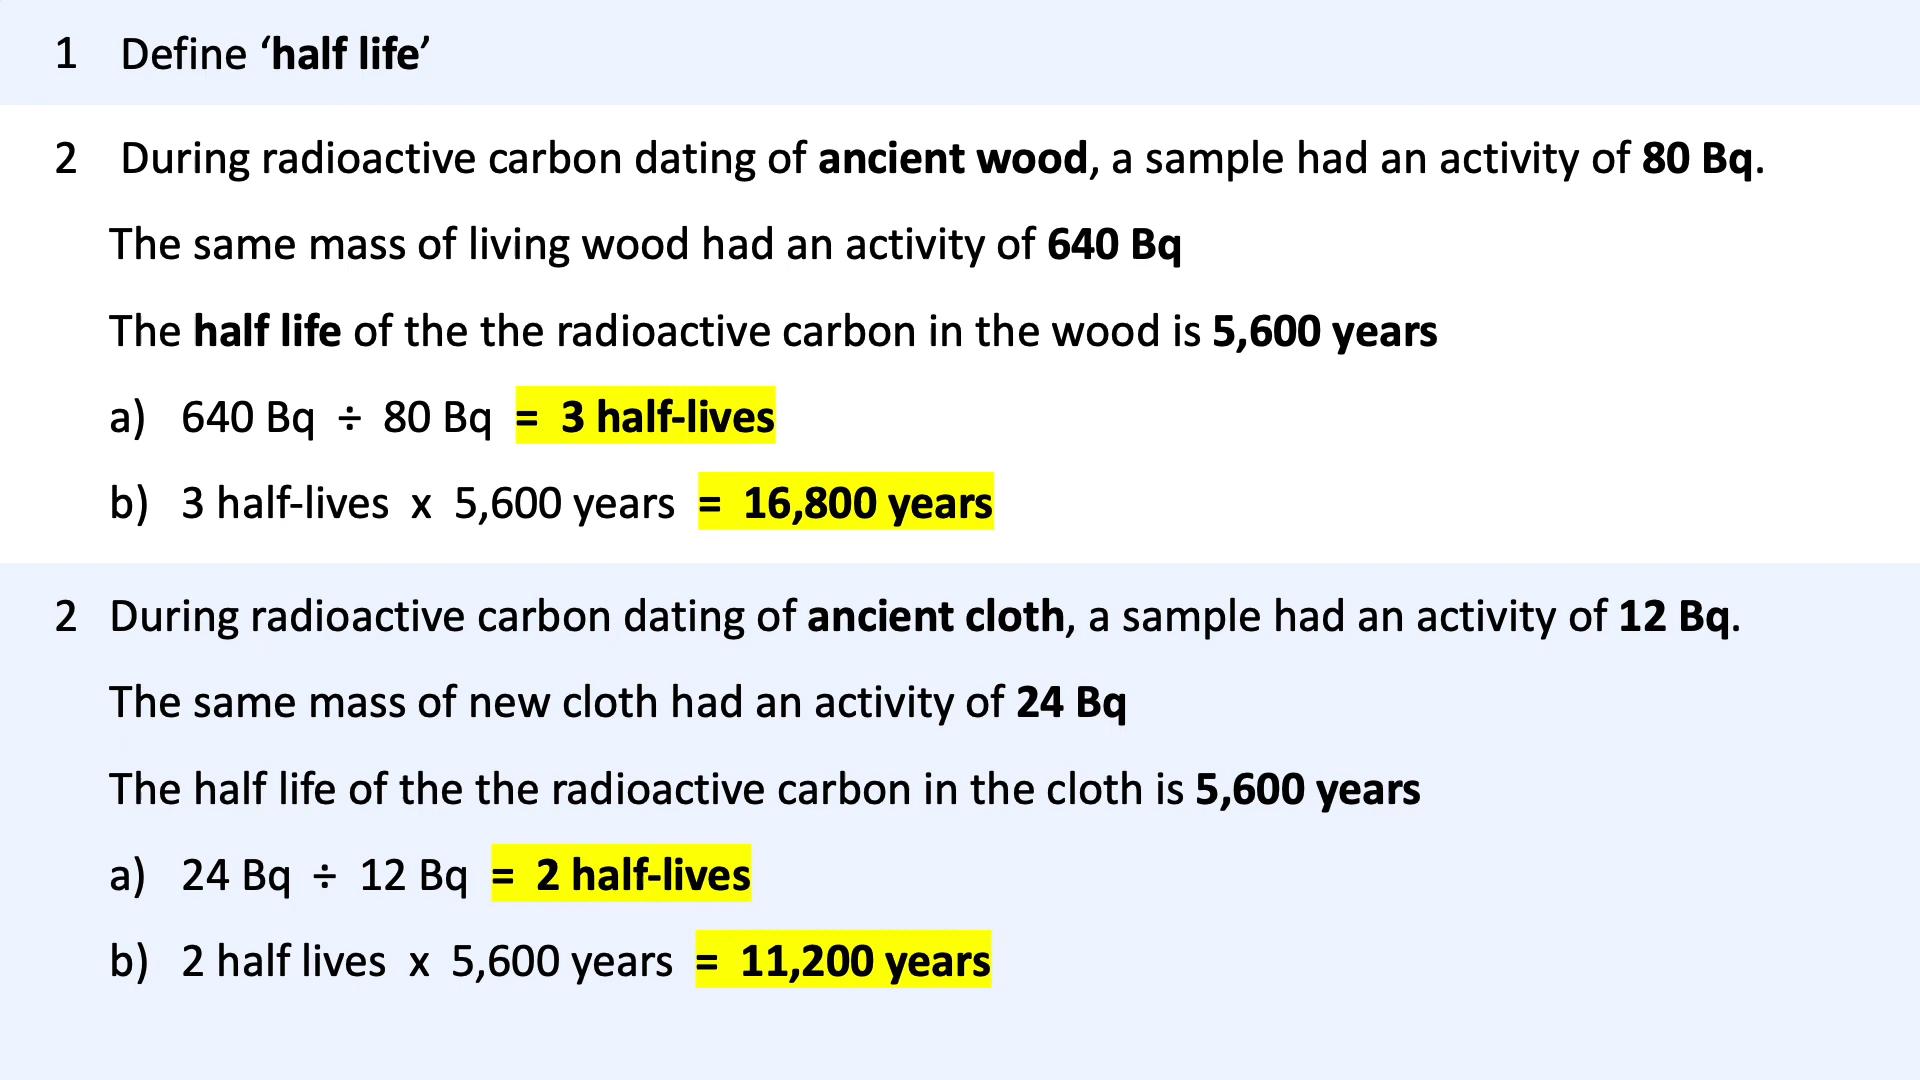 1 Define ‘half life’
2 During radioactive carbon dating of ancient wood, a sample had an activity of 80 Bq.
The same mass of living wood had an activity of 640 Bq
The half life of the the radioactive carbon in the wood is 5,600 years
a) 640 Bq ÷ 80 Bq = 3 half-lives
b) 3 half-lives x 5,600 years = 16,800 years
2 During radioactive carbon dating of ancient cloth, a sample had an activity of 12 Bq.
The same mass of new cloth had an activity of 24 Bq
The half life of the the radioactive carbon in the cloth is 5,600 years
a) 24 Bq ÷ 12 Bq = 2 half-lives
b) 2 half lives x 5,600 years = 11,200 years